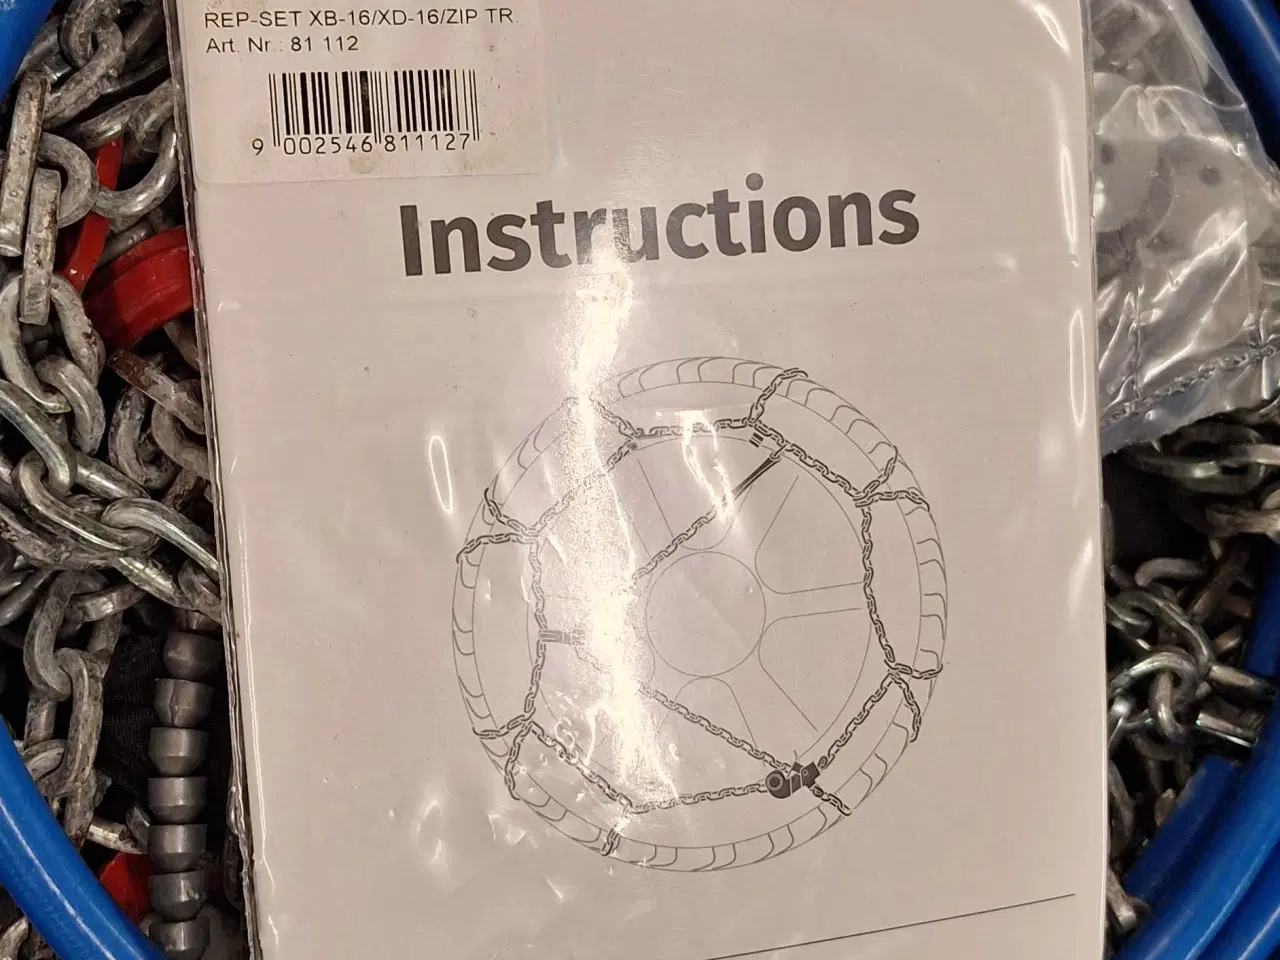 REP-SET XB-16/XD-16/ZIP TR
Art. Nr.: 81 112
9 002546 811127
Instructions